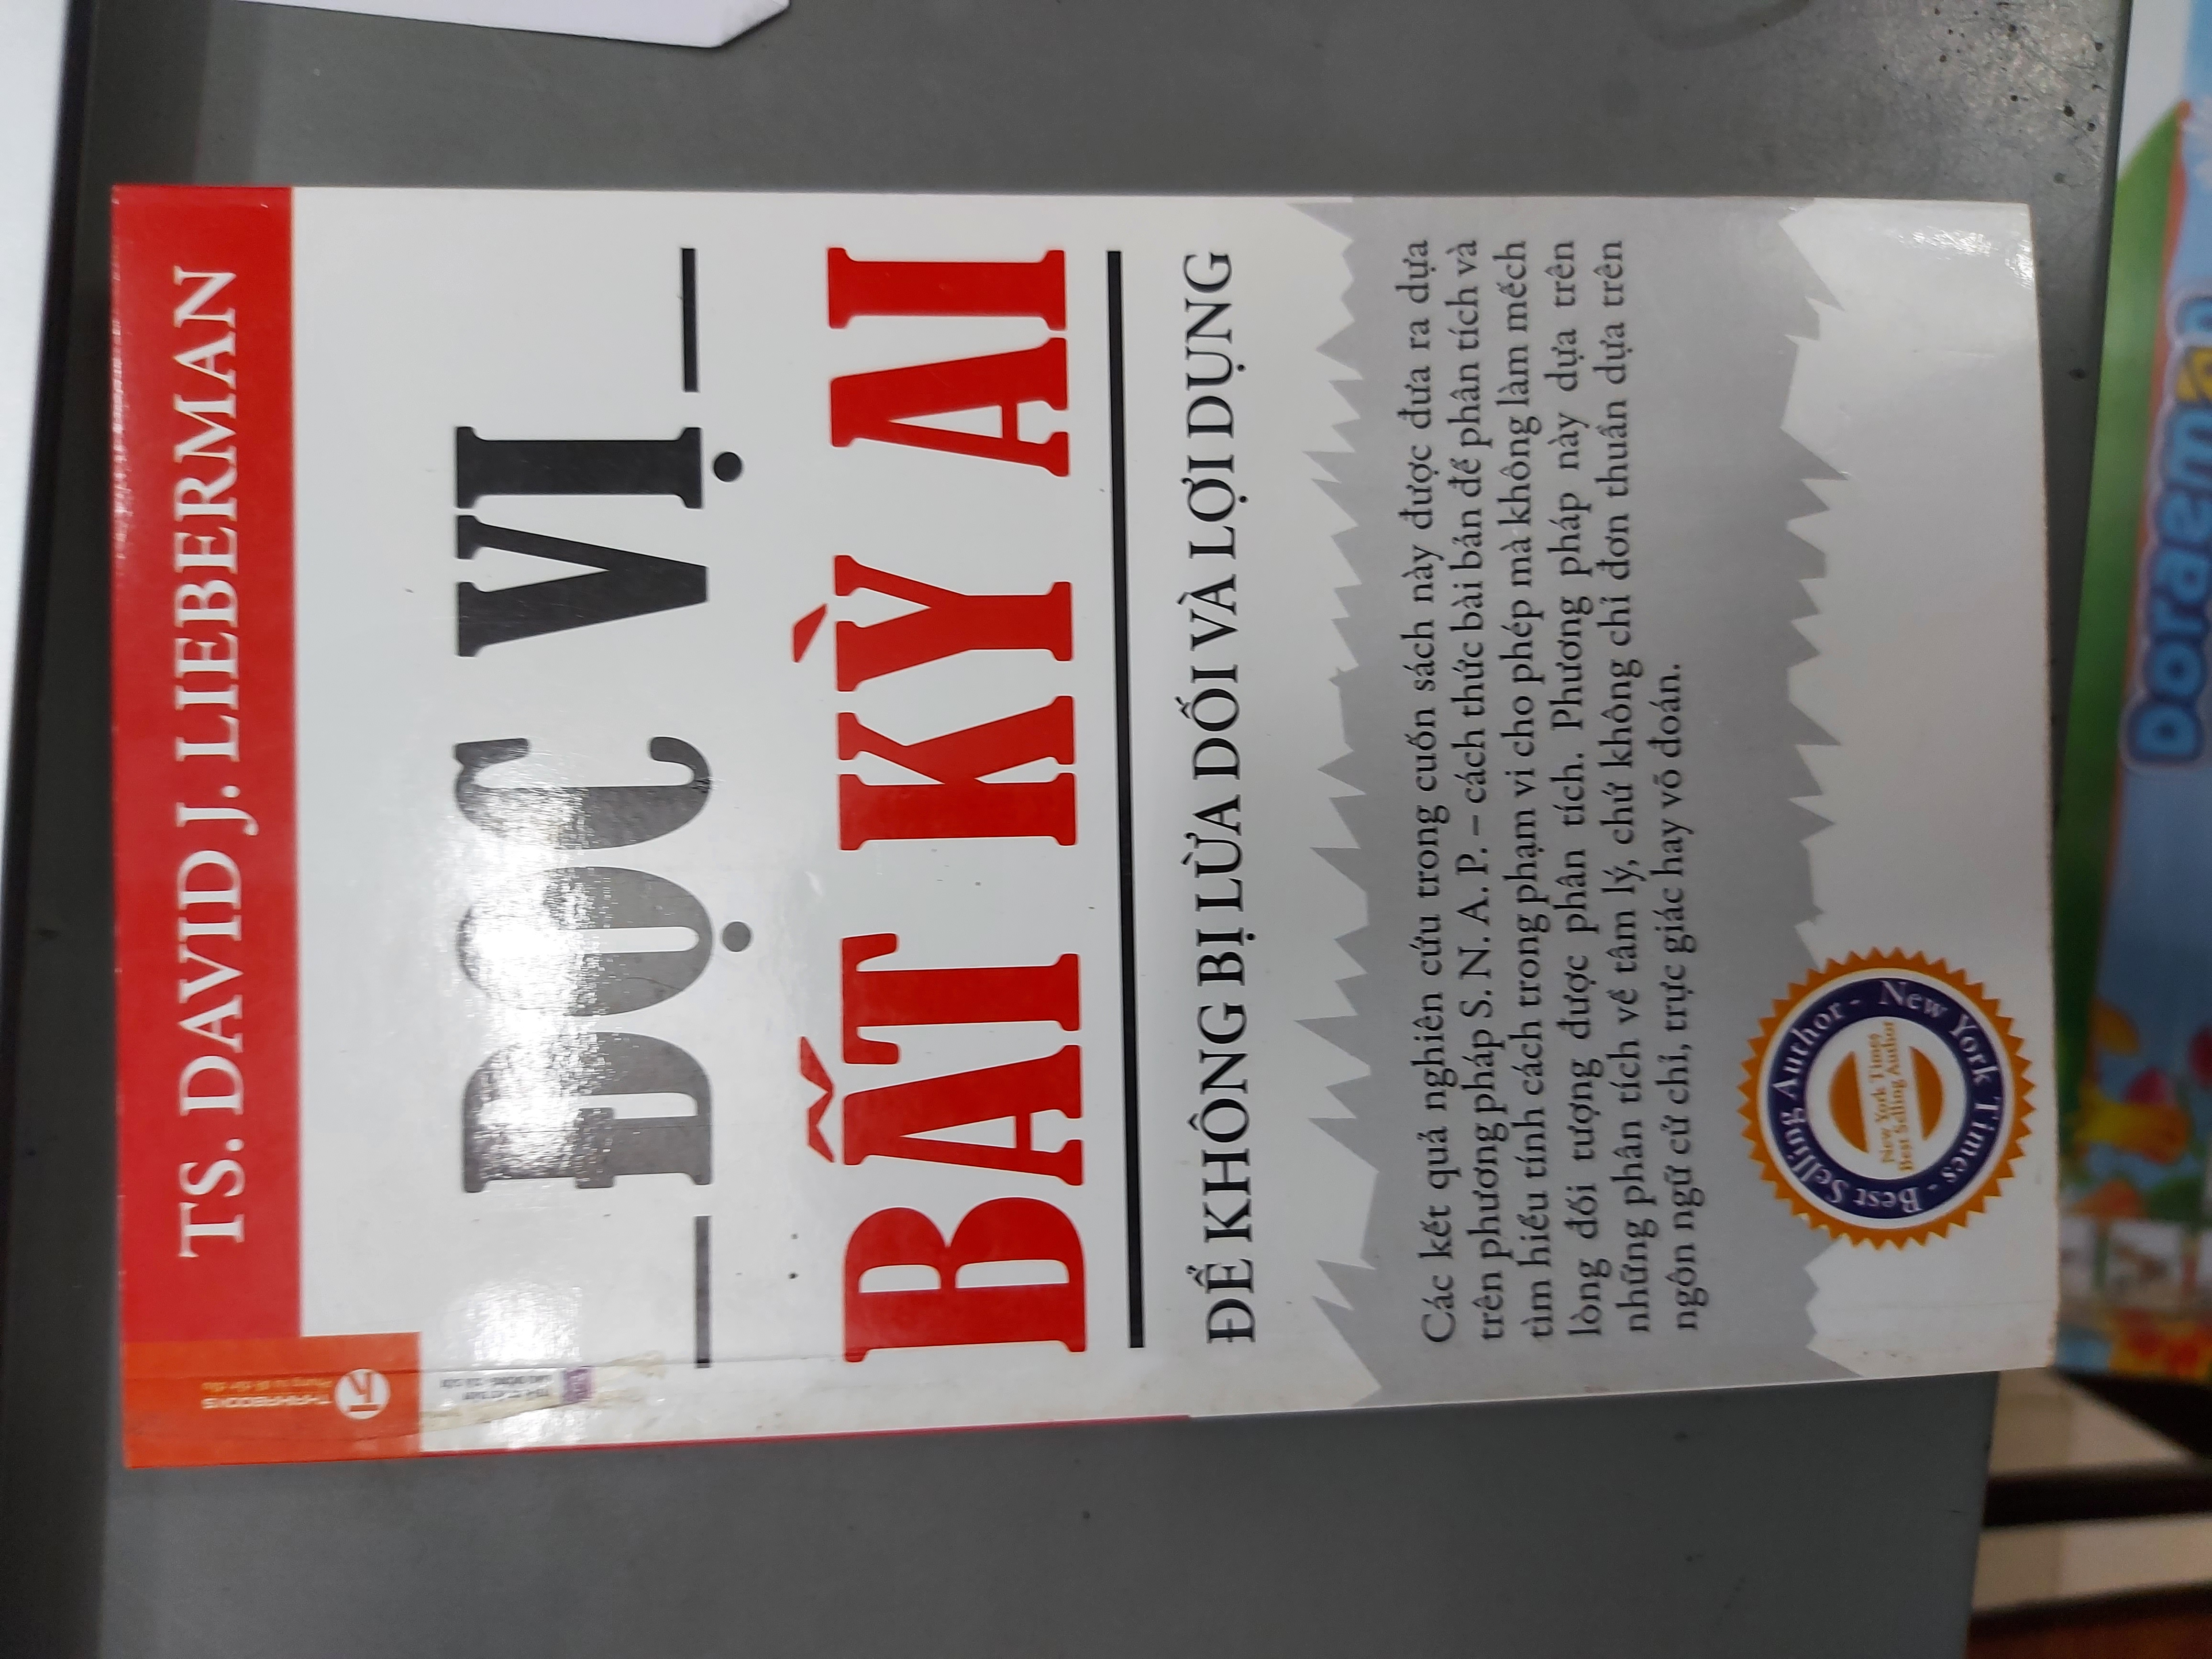 TS. DAVID J. LIEBERMAN
THAIHABOOKS
ĐỌC VỊ
BẤT KỲ AI
ĐỂ KHÔNG BỊ LỪA DỐI VÀ LỢI DỤNG
Các kết quả nghiên cứu trong cuốn sách này được đưa ra dựa
trên phương pháp S. N. A. P. – cách thức bài bản để phân tích và
tìm hiểu tính cách trong phạm vi cho phép mà không làm mếch
lòng đối tượng được phân tích. Phương pháp này dựa trên
những phân tích về tâm lý, chứ không chỉ đơn thuần dựa trên
ngôn ngữ cử chỉ, trực giác hay võ đoán.
Best Selling Author - New York Times -
New York Times
Best Selling Author
Doraemon